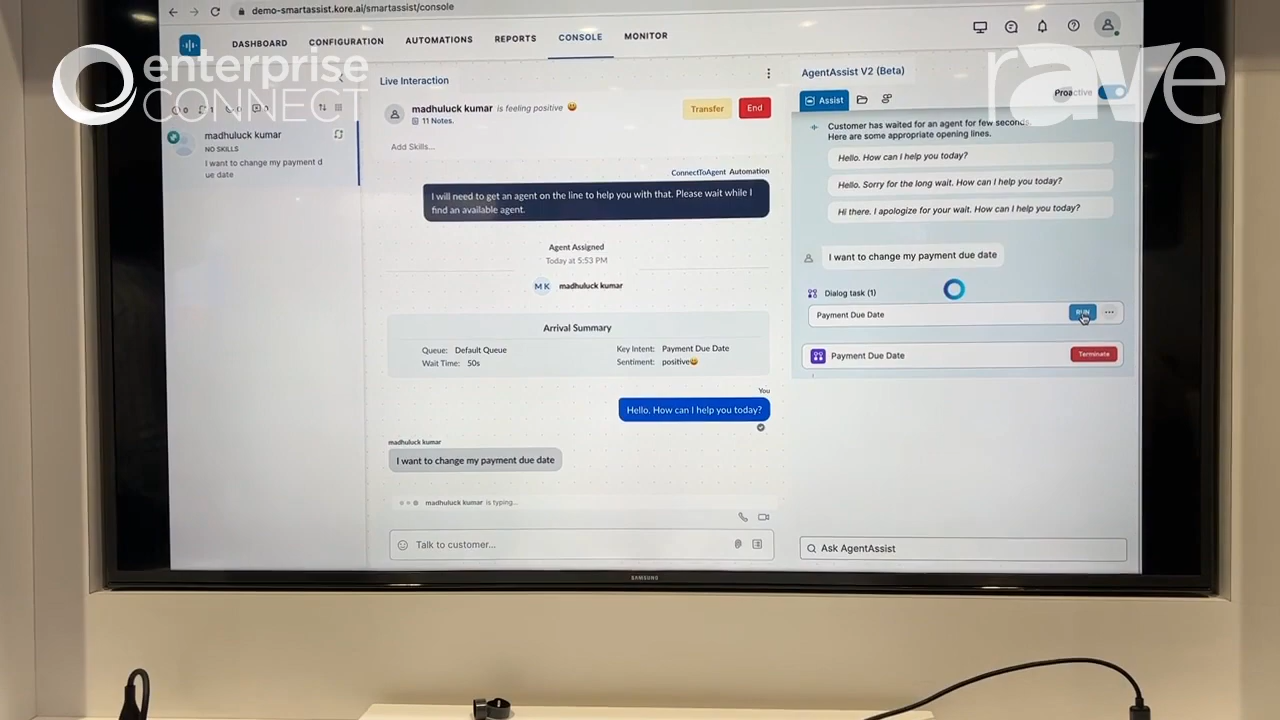 demo-smartassist.kore.ai/smartassist/console
enterprise
CONNECT
rave
DASHBOARD
CONFIGURATION
AUTOMATIONS
REPORTS
CONSOLE
MONITOR
madhuluck kumar
NO SKILLS
I want to change my payment d
ue date
Live Interaction
madhuluck kumar is feeling positive 😀
11 Notes.
Transfer
End
Add Skills...
ConnectToAgent Automation
I will need to get an agent on the line to help you with that. Please wait while I
find an available agent.
Agent Assigned
Today at 5:53 PM
MK madhuluck kumar
Arrival Summary
Queue: Default Queue
Wait Time: 50s
Key Intent: Payment Due Date
Sentiment: positive😀
You
Hello. How can I help you today?
madhuluck kumar
I want to change my payment due date
madhuluck kumar is typing...
Talk to customer...
AgentAssist V2 (Beta)
Assist
Proactive
Customer has waited for an agent for few seconds.
Here are some appropriate opening lines.
Hello. How can I help you today?
Hello. Sorry for the long wait. How can I help you today?
Hi there. I apologize for your wait. How can I help you today?
I want to change my payment due date
Dialog task (1)
Payment Due Date
RUN
Payment Due Date
Terminate
Ask AgentAssist
SAMSUNG